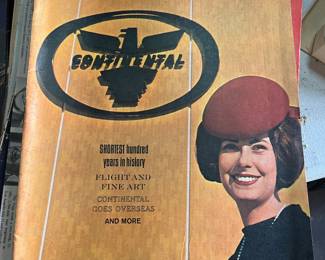 CONTINENTAL
SHORTEST hundred
years in history
FLIGHT AND
FINE ART
CONTINENTAL
GOES OVERSEAS
AND MORE